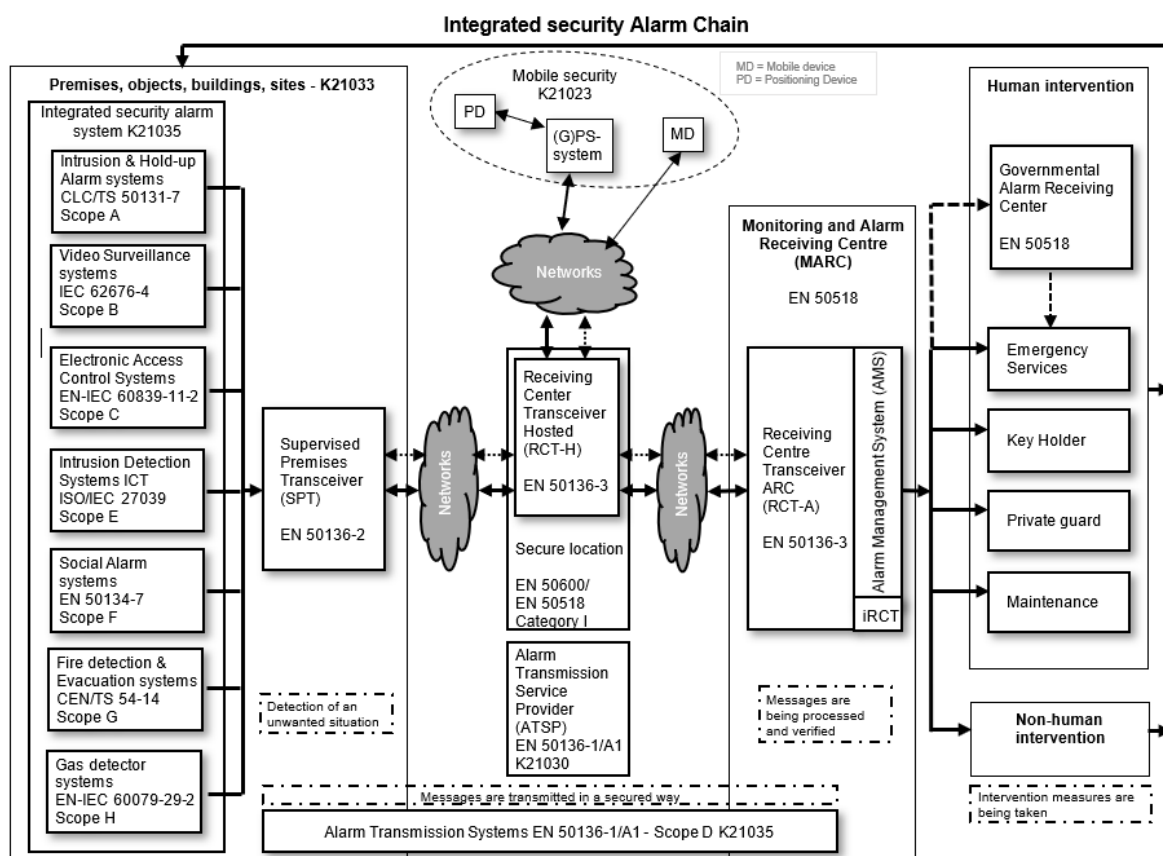 Integrated security Alarm Chain
Premises, objects, buildings, sites - K21033
Integrated security alarm
system K21035
Intrusion & Hold-up
Alarm systems
CLC/TS 50131-7
Scope A
Video Surveillance
systems
IEC 62676-4
Scope B
Electronic Access
Control Systems
EN-IEC 60839-11-2
Scope C
Intrusion Detection
Systems ICT
ISO/IEC 27039
Scope E
Social Alarm
systems
EN 50134-7
Scope F
Fire detection &
Evacuation systems
CEN/TS 54-14
Scope G
Gas detector
systems
EN-IEC 60079-29-2
Scope H
Supervised
Premises
Transceiver
(SPT)
EN 50136-2
Detection of an
unwanted situation
Mobile security
K21023
PD
(G)PS-
system
MD
MD = Mobile device
PD = Positioning Device
Networks
Networks
Receiving
Center
Transceiver
Hosted
(RCT-H)
EN 50136-3
Secure location
EN 50600/
EN 50518
Category I
Alarm
Transmission
Service
Provider
(ATSP)
EN 50136-1/A1
K21030
Networks
Monitoring and Alarm
Receiving Centre
(MARC)
EN 50518
Receiving
Centre
Transceiver
ARC
(RCT-A)
EN 50136-3
Alarm Management System (AMS)
iRCT
Messages are
being processed
and verified
Messages are transmitted in a secured way
Alarm Transmission Systems EN 50136-1/A1 - Scope D K21035
Human intervention
Governmental
Alarm Receiving
Center
EN 50518
Emergency
Services
Key Holder
Private guard
Maintenance
Non-human
intervention
Intervention measures are
being taken